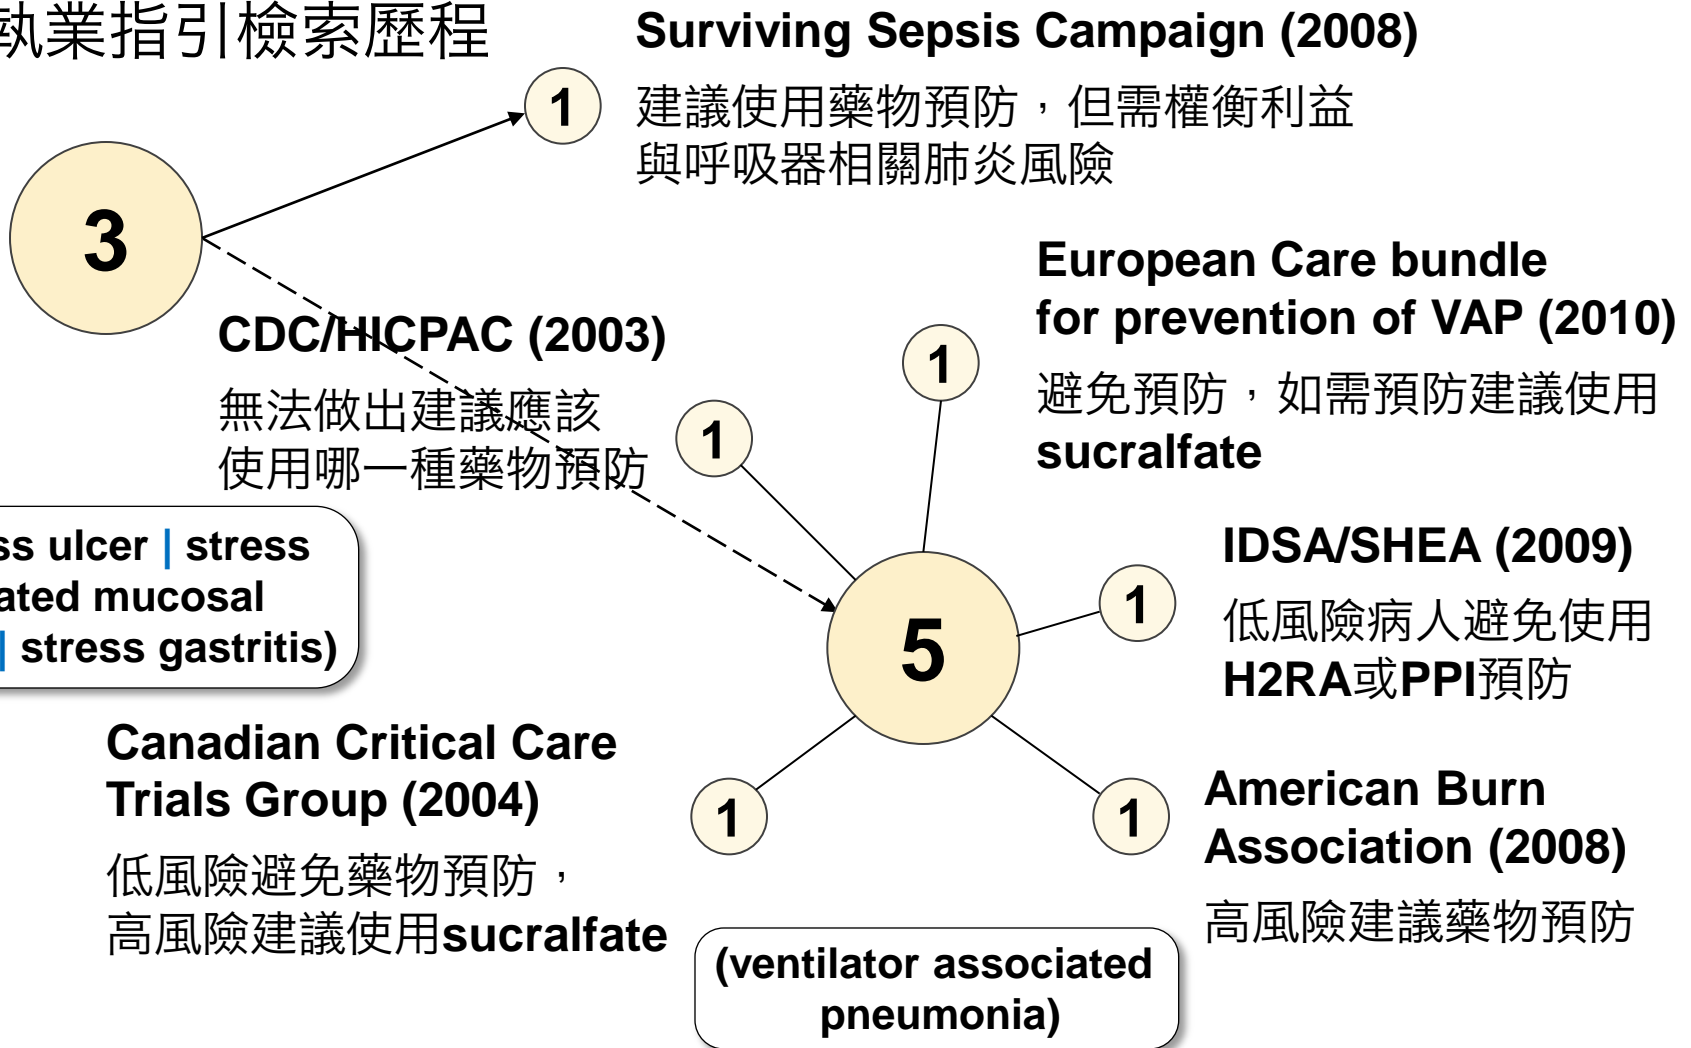 執業指引檢索歷程
Surviving Sepsis Campaign (2008)
建議使用藥物預防，但需權衡利益
與呼吸器相關肺炎風險
1
3
CDC/HICPAC (2003)
無法做出建議應該
使用哪一種藥物預防
1
1
European Care bundle
for prevention of VAP (2010)
避免預防，如需預防建議使用
sucralfate
ss ulcer | stress
ated mucosal
| stress gastritis)
5
1
IDSA/SHEA (2009)
低風險病人避免使用
H2RA或PPI預防
Canadian Critical Care
Trials Group (2004)
低風險避免藥物預防，
高風險建議使用sucralfate
1
1
American Burn
Association (2008)
高風險建議藥物預防
(ventilator associated
pneumonia)